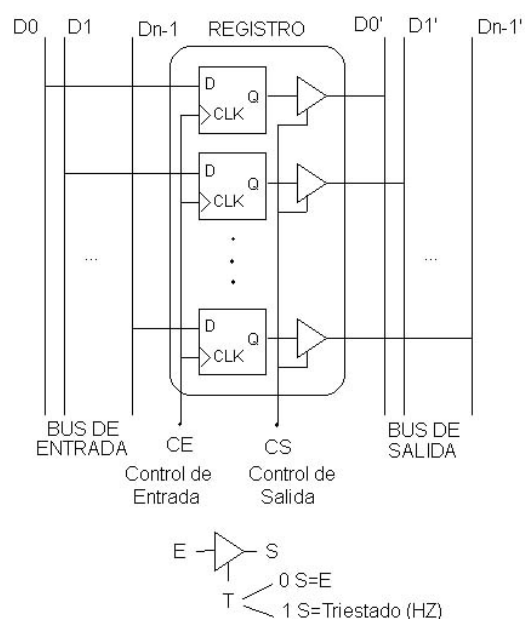 D0 D1 Dn-1 REGISTRO D0' D1' Dn-1'
D Q
CLK
D Q
CLK
... ...
D Q
CLK
BUS DE
ENTRADA
CE
CS
BUS DE
SALIDA
Control de
Entrada
Control de
Salida
E S
T
0 S=E
1 S=Triestado (HZ)